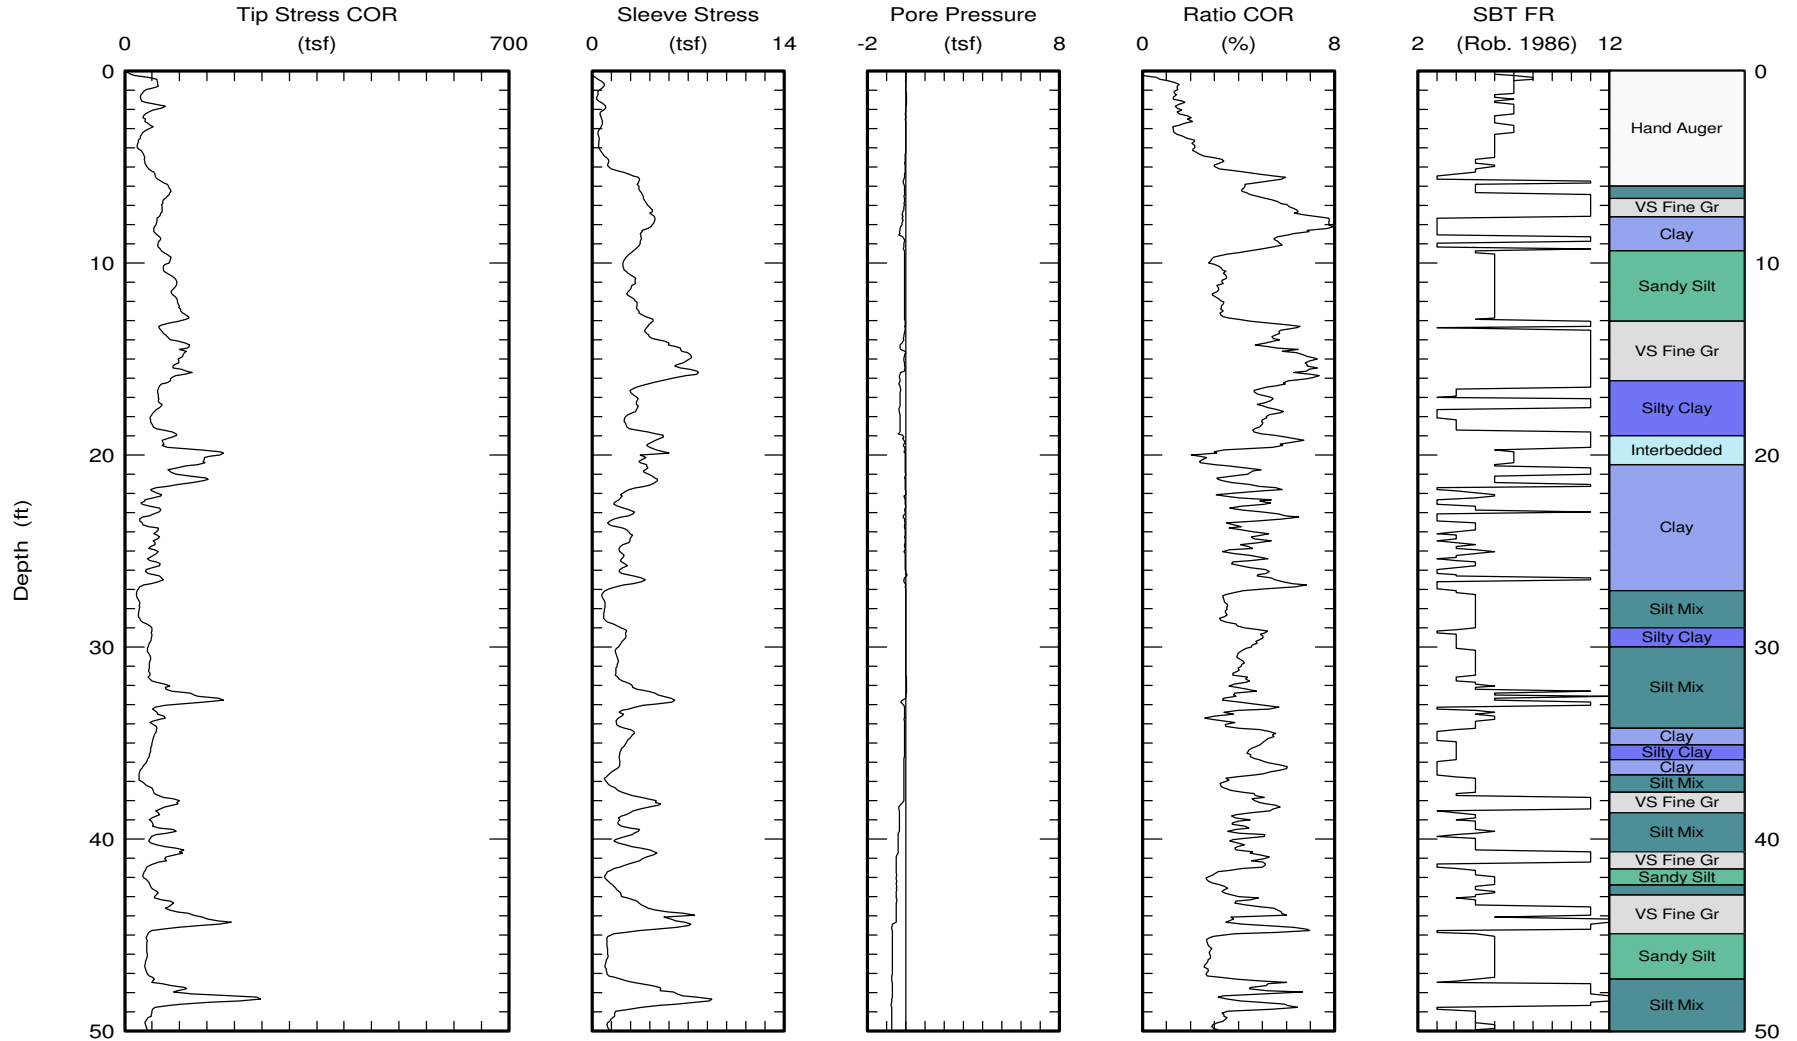 Tip Stress COR Sleeve Stress Pore Pressure Ratio COR SBT FR
0 (tsf) 700 0 (tsf) 14 -2 (tsf) 8 0 (%) 8 2 (Rob. 1986) 12
0 0
Hand Auger
VS Fine Gr
Clay
10 10
Sandy Silt
VS Fine Gr
Silty Clay
Interbedded
20 20
Clay
Depth (ft)
Silt Mix
Silty Clay
30 30
Silt Mix
Clay
Silty Clay
Clay
Silt Mix
VS Fine Gr
Silt Mix
40 40
VS Fine Gr
Sandy Silt
VS Fine Gr
Sandy Silt
Silt Mix
50 50